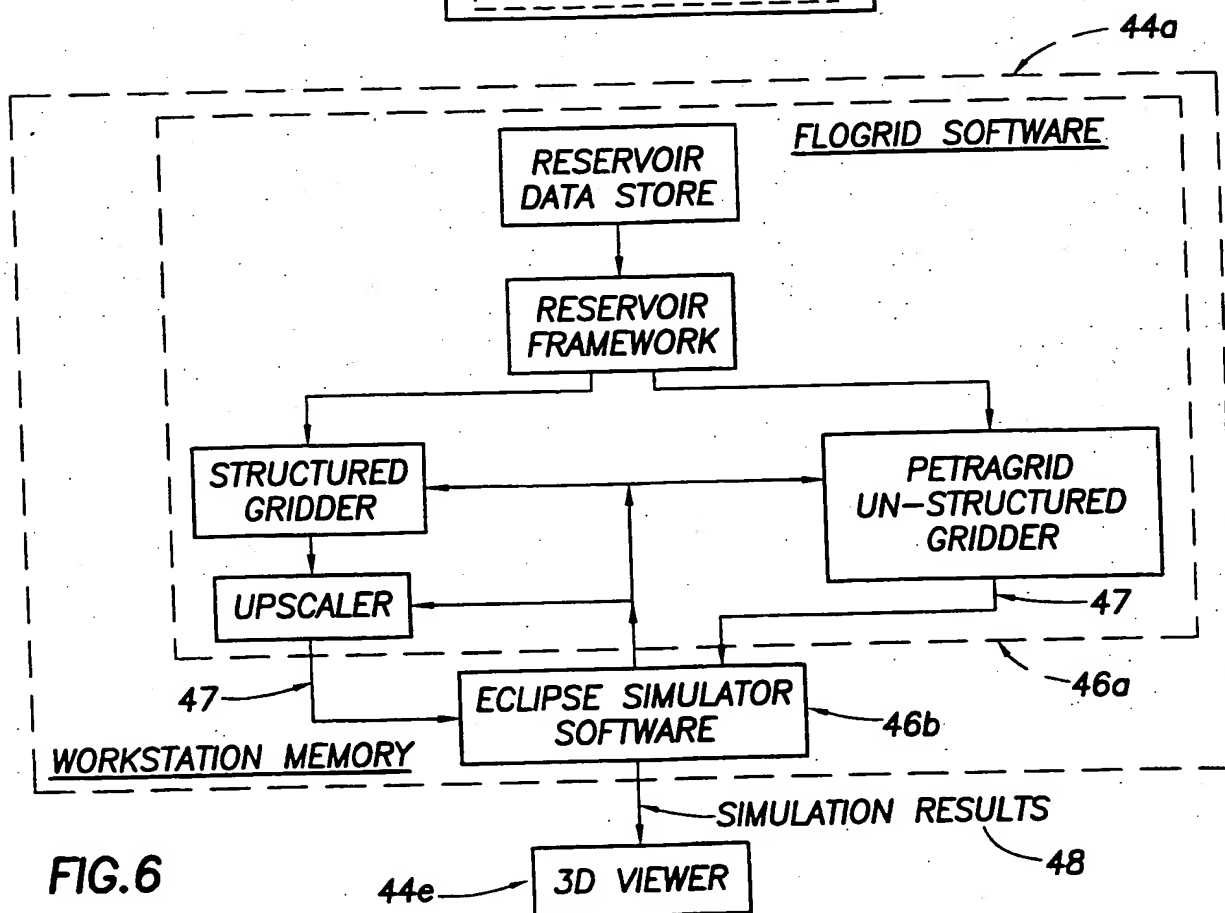 44a
FLOGRID SOFTWARE
RESERVOIR
DATA STORE
RESERVOIR
FRAMEWORK
STRUCTURED
GRIDDER
PETRAGRID
UN-STRUCTURED
GRIDDER
UPSCALER
47
46a
47
ECLIPSE SIMULATOR
SOFTWARE
46b
WORKSTATION MEMORY
SIMULATION RESULTS
48
FIG.6
44e
3D VIEWER